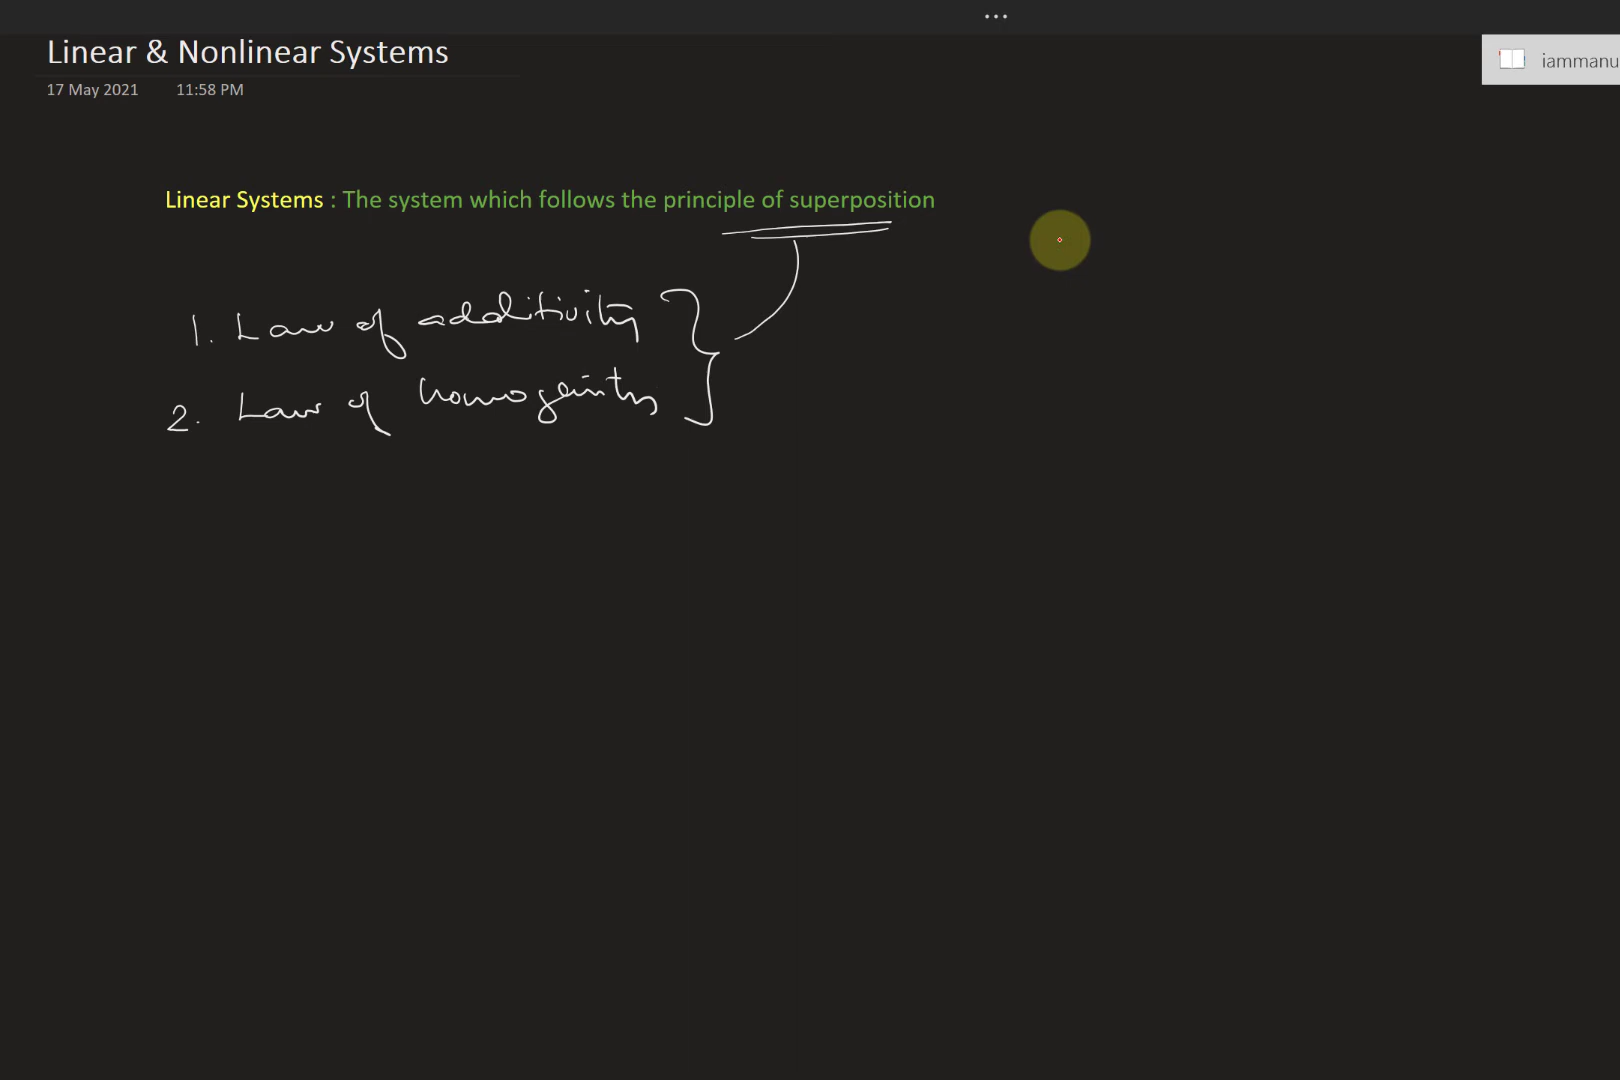 Linear & Nonlinear Systems
17 May 2021 11:58 PM
iammanu
Linear Systems : The system which follows the principle of superposition
1. Law of additivity
2. Law of homogeinity